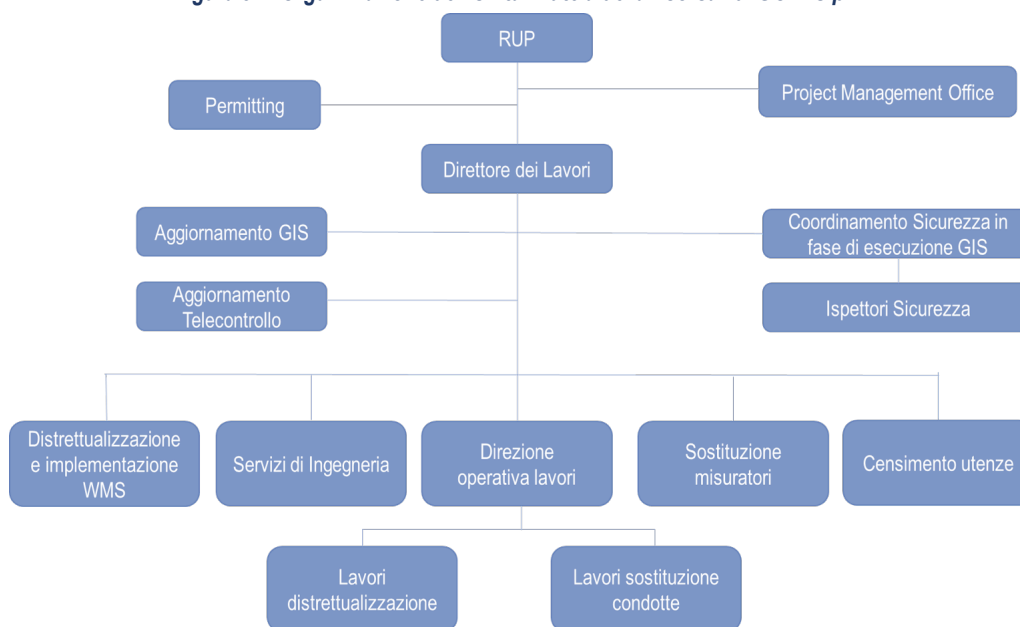 RUP
Permitting
Project Management Office
Direttore dei Lavori
Aggiornamento GIS
Coordinamento Sicurezza in
fase di esecuzione GIS
Aggiornamento
Telecontrollo
Ispettori Sicurezza
Distrettualizzazione
e implementazione
WMS
Servizi di Ingegneria
Direzione
operativa lavori
Sostituzione
misuratori
Censimento utenze
Lavori
distrettualizzazione
Lavori sostituzione
condotte